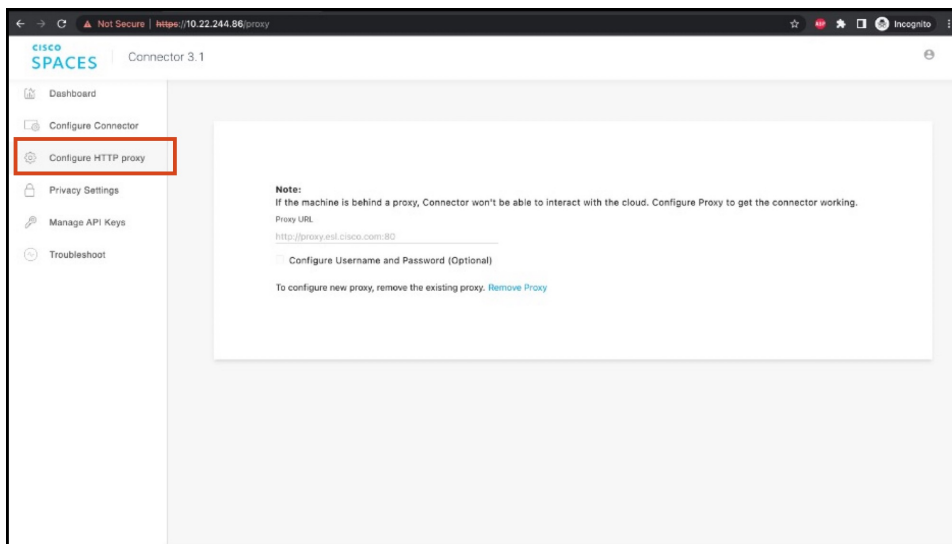 Not Secure | https://10.22.244.86/proxy
ABP
Incognito
CISCO
SPACES
Connector 3.1
Dashboard
Configure Connector
Configure HTTP proxy
Privacy Settings
Manage API Keys
Troubleshoot
Note:
If the machine is behind a proxy, Connector won't be able to interact with the cloud. Configure Proxy to get the connector working.
Proxy URL
http://proxy.esl.cisco.com:80
Configure Username and Password (Optional)
To configure new proxy, remove the existing proxy. Remove Proxy